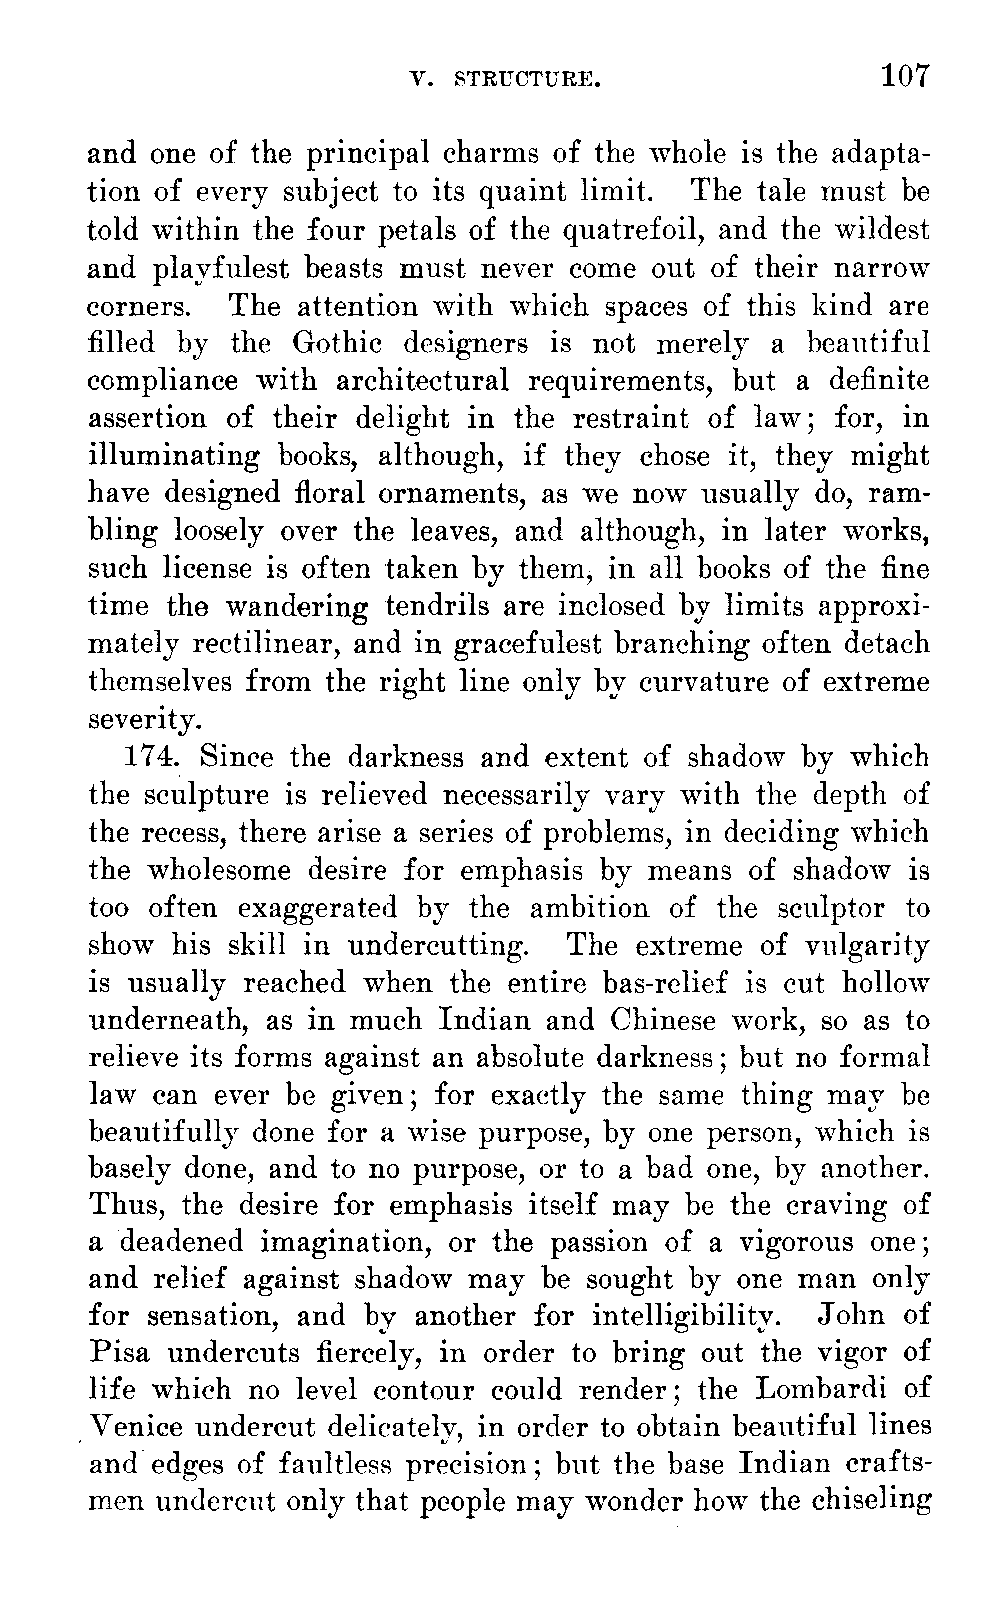 V. STRUCTURE. 107
and one of the principal charms of the whole is the adapta-
tion of every subject to its quaint limit. The tale must be
told within the four petals of the quatrefoil, and the wildest
and playfulest beasts must never come out of their narrow
corners. The attention with which spaces of this kind are
filled by the Gothic designers is not merely a beautiful
compliance with architectural requirements, but a definite
assertion of their delight in the restraint of law; for, in
illuminating books, although, if they chose it, they might
have designed floral ornaments, as we now usually do, ram-
bling loosely over the leaves, and although, in later works,
such license is often taken by them, in all books of the fine
time the wandering tendrils are inclosed by limits approxi-
mately rectilinear, and in gracefulest branching often detach
themselves from the right line only by curvature of extreme
severity.
174. Since the darkness and extent of shadow by which
the sculpture is relieved necessarily vary with the depth of
the recess, there arise a series of problems, in deciding which
the wholesome desire for emphasis by means of shadow is
too often exaggerated by the ambition of the sculptor to
show his skill in undercutting. The extreme of vulgarity
is usually reached when the entire bas-relief is cut hollow
underneath, as in much Indian and Chinese work, so as to
relieve its forms against an absolute darkness; but no formal
law can ever be given; for exactly the same thing may be
beautifully done for a wise purpose, by one person, which is
basely done, and to no purpose, or to a bad one, by another.
Thus, the desire for emphasis itself may be the craving of
a deadened imagination, or the passion of a vigorous one;
and relief against shadow may be sought by one man only
for sensation, and by another for intelligibility. John of
Pisa undercuts fiercely, in order to bring out the vigor of
life which no level contour could render; the Lombardi of
Venice undercut delicately, in order to obtain beautiful lines
and edges of faultless precision; but the base Indian crafts-
men undercut only that people may wonder how the chiseling